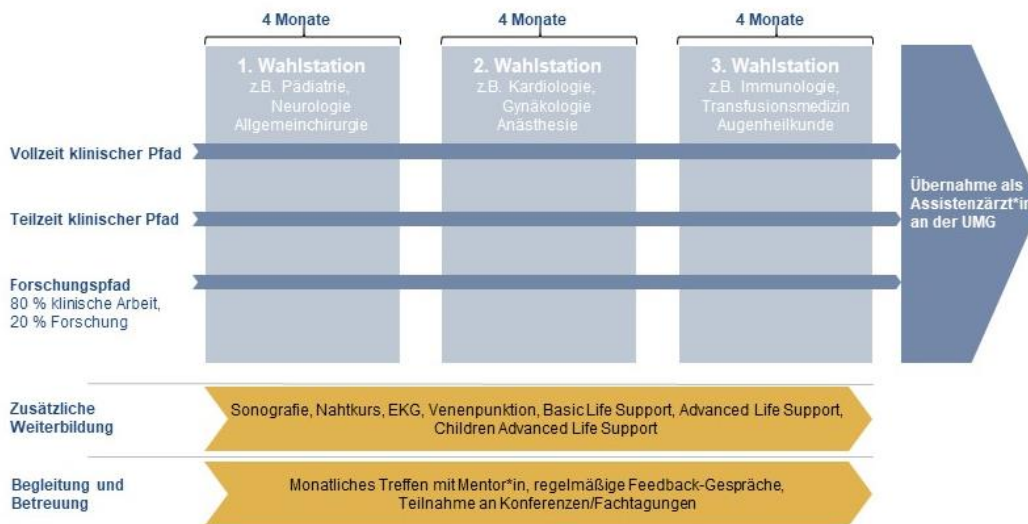 4 Monate
4 Monate
4 Monate
1. Wahlstation
z.B. Pädiatrie,
Neurologie
Allgemeinchirurgie
2. Wahlstation
z.B. Kardiologie,
Gynäkologie
Anästhesie
3. Wahlstation
z.B. Immunologie,
Transfusionsmedizin
Augenheilkunde
Vollzeit klinischer Pfad
Teilzeit klinischer Pfad
Forschungspfad
80 % klinische Arbeit,
20 % Forschung
Übernahme als
Assistenzärzt*in
an der UMG
Zusätzliche
Weiterbildung
Sonografie, Nahtkurs, EKG, Venenpunktion, Basic Life Support, Advanced Life Support,
Children Advanced Life Support
Begleitung und
Betreuung
Monatliches Treffen mit Mentor*in, regelmäßige Feedback-Gespräche,
Teilnahme an Konferenzen/Fachtagungen